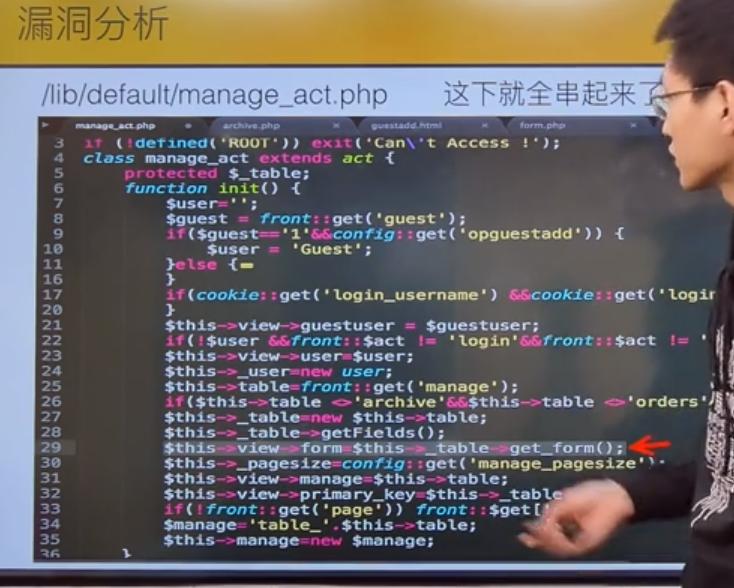 漏洞分析
/lib/default/manage_act.php 这下就全串起来了
manage_act.php archive.php guestadd.html form.php
3 if (!defined('ROOT')) exit('Can\'t Access !');
4 class manage_act extends act {
5 protected $_table;
6 function init() {
7 $user='';
8 $guest = front::get('guest');
9 if($guest=='1'&&config::get('opguestadd')) {
10 $user = 'Guest';
11 }else {
16 }
17 if(cookie::get('login_username') &&cookie::get('login
20 }
21 $this->view->guestuser = $guestuser;
22 if(!$user &&front::$act != 'login'&&front::$act != '
23 $this->view->user=$user;
24 $this->_user=new user;
25 $this->table=front::get('manage');
26 if($this->table <>'archive'&&$this->table <>'orders'
27 $this->_table=new $this->table;
28 $this->_table->getFields();
29 $this->view->form=$this->_table->get_form();
30 $this->_pagesize=config::get('manage_pagesize');
31 $this->view->manage=$this->table;
32 $this->view->primary_key=$this->_table
33 if(!front::get('page')) front::$get['
34 $manage='table_'.$this->table;
35 $this->manage=new $manage;
36 }